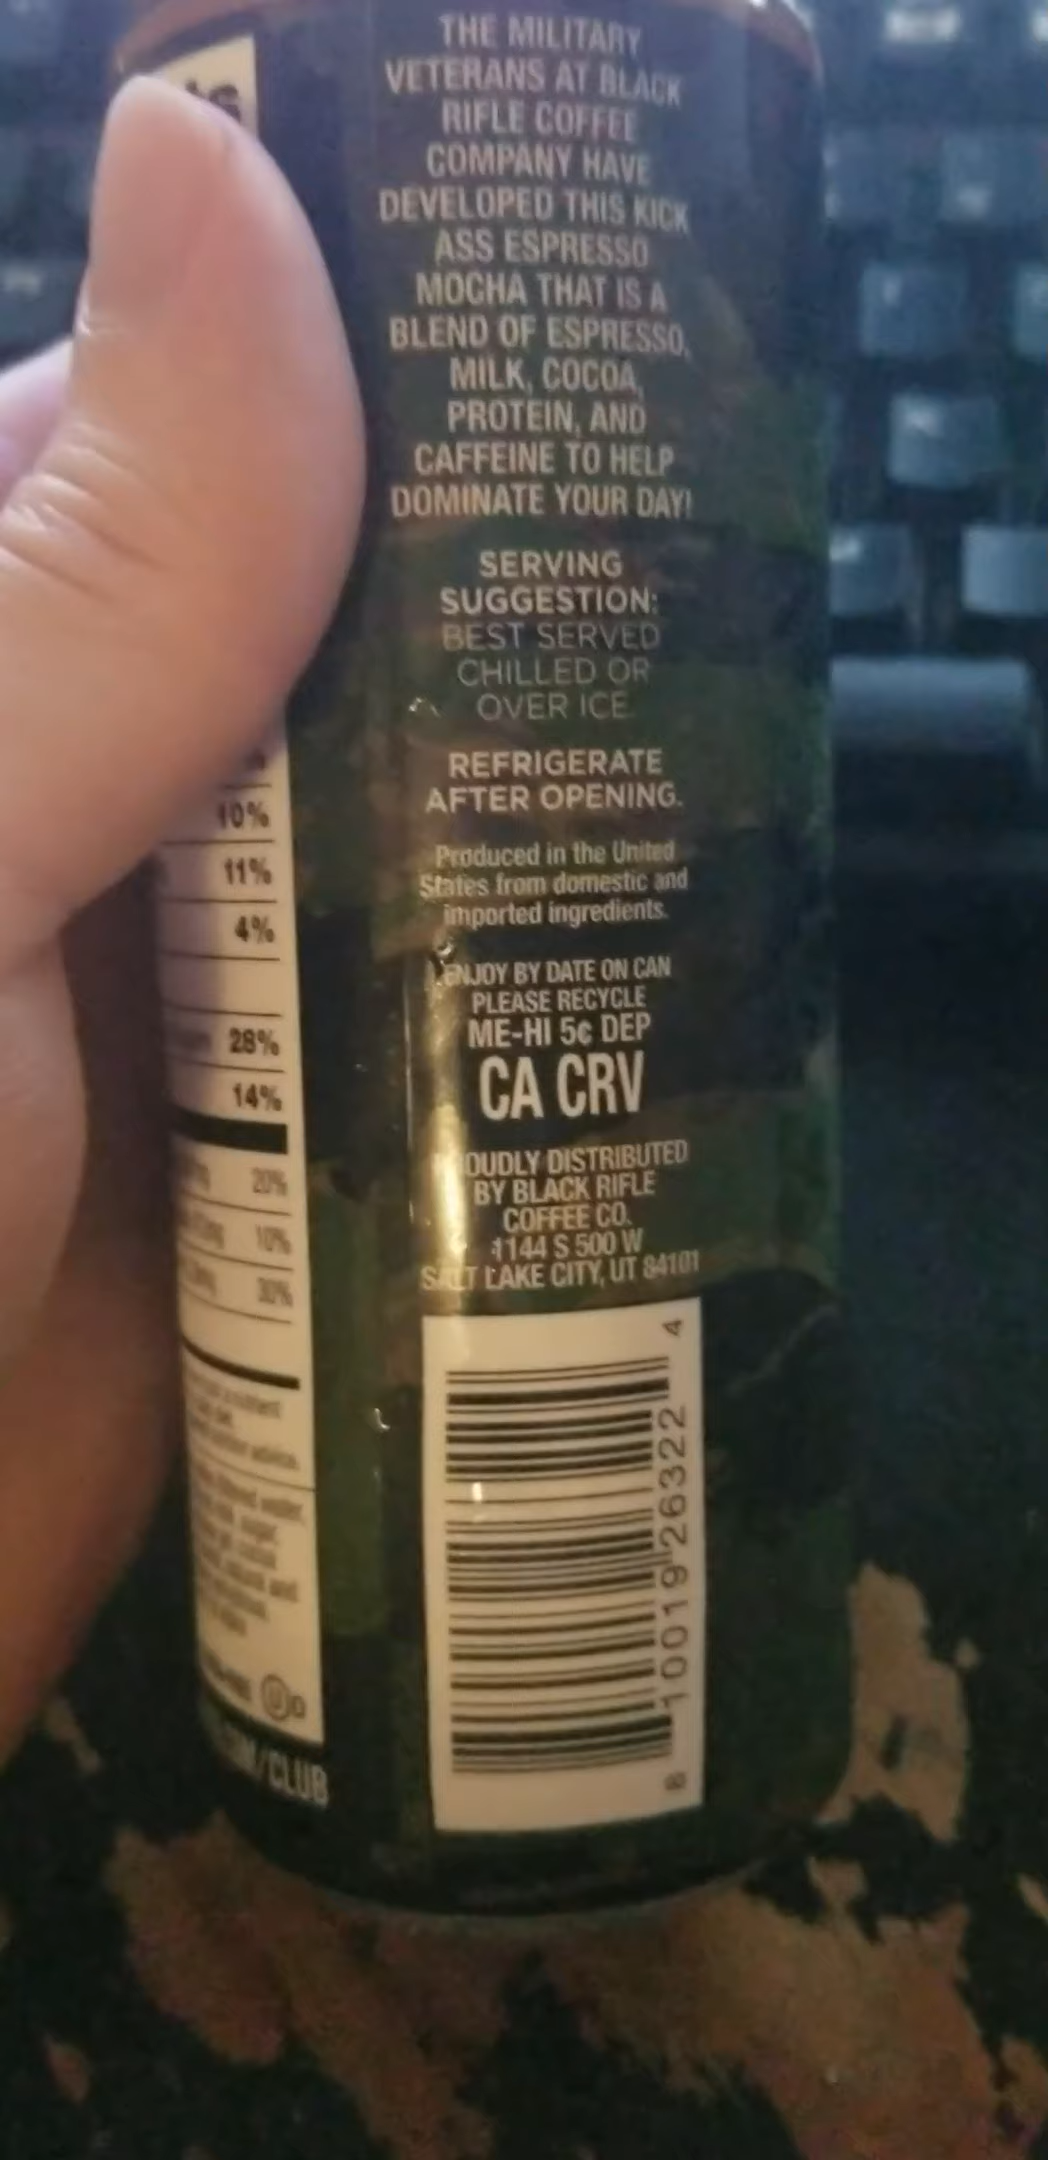 THE MILITARY
VETERANS AT BLACK
RIFLE COFFEE
COMPANY HAVE
DEVELOPED THIS KICK
ASS ESPRESSO
MOCHA THAT IS A
BLEND OF ESPRESSO,
MILK, COCOA,
PROTEIN, AND
CAFFEINE TO HELP
DOMINATE YOUR DAY!
SERVING
SUGGESTION:
BEST SERVED
CHILLED OR
OVER ICE.
REFRIGERATE
AFTER OPENING.
Produced in the United
States from domestic and
imported ingredients.
ENJOY BY DATE ON CAN
PLEASE RECYCLE
ME-HI 5¢ DEP
CA CRV
OUDLY DISTRIBUTED
BY BLACK RIFLE
COFFEE CO.
1144 S 500 W
SALT LAKE CITY, UT 84101
8 10019 26322 4
10%
11%
4%
28%
14%
20%
10%
30%
/CLUB